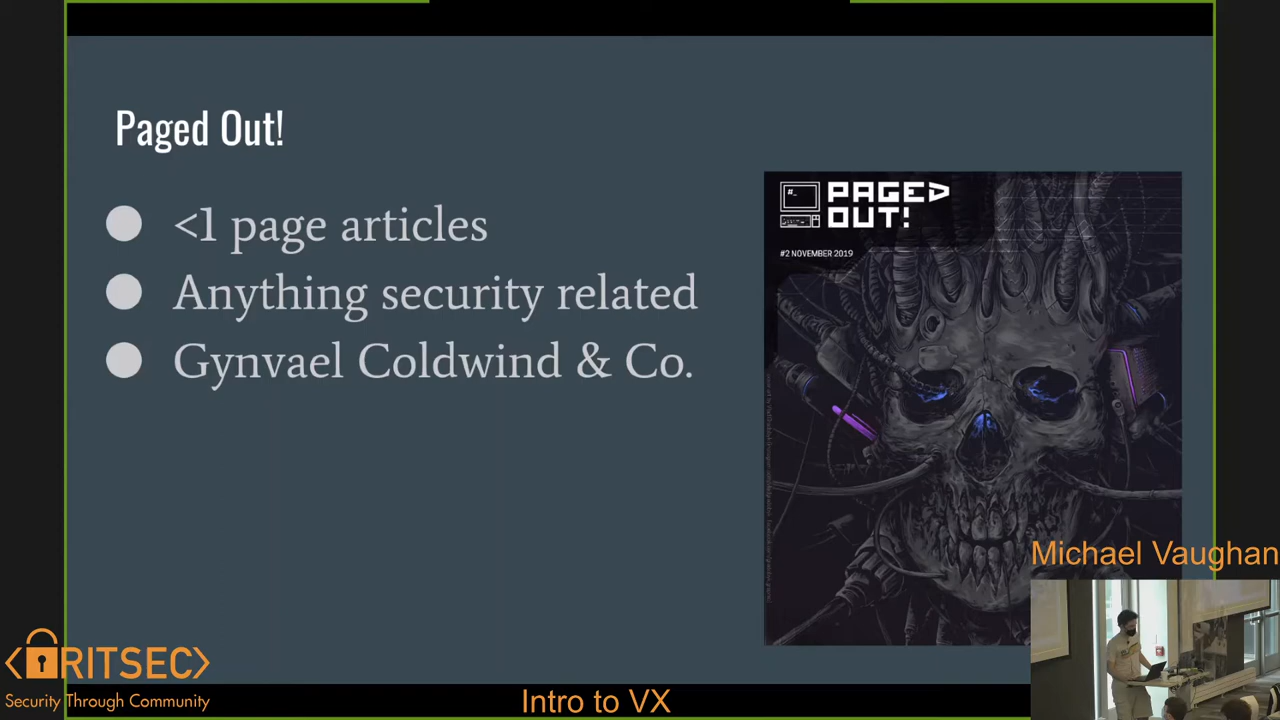 Paged Out!
<1 page articles
Anything security related
Gynvael Coldwind & Co.
#_
PAGED
OUT!
#2 NOVEMBER 2019
Michael Vaughan
<RITSEC>
Security Through Community
Intro to VX